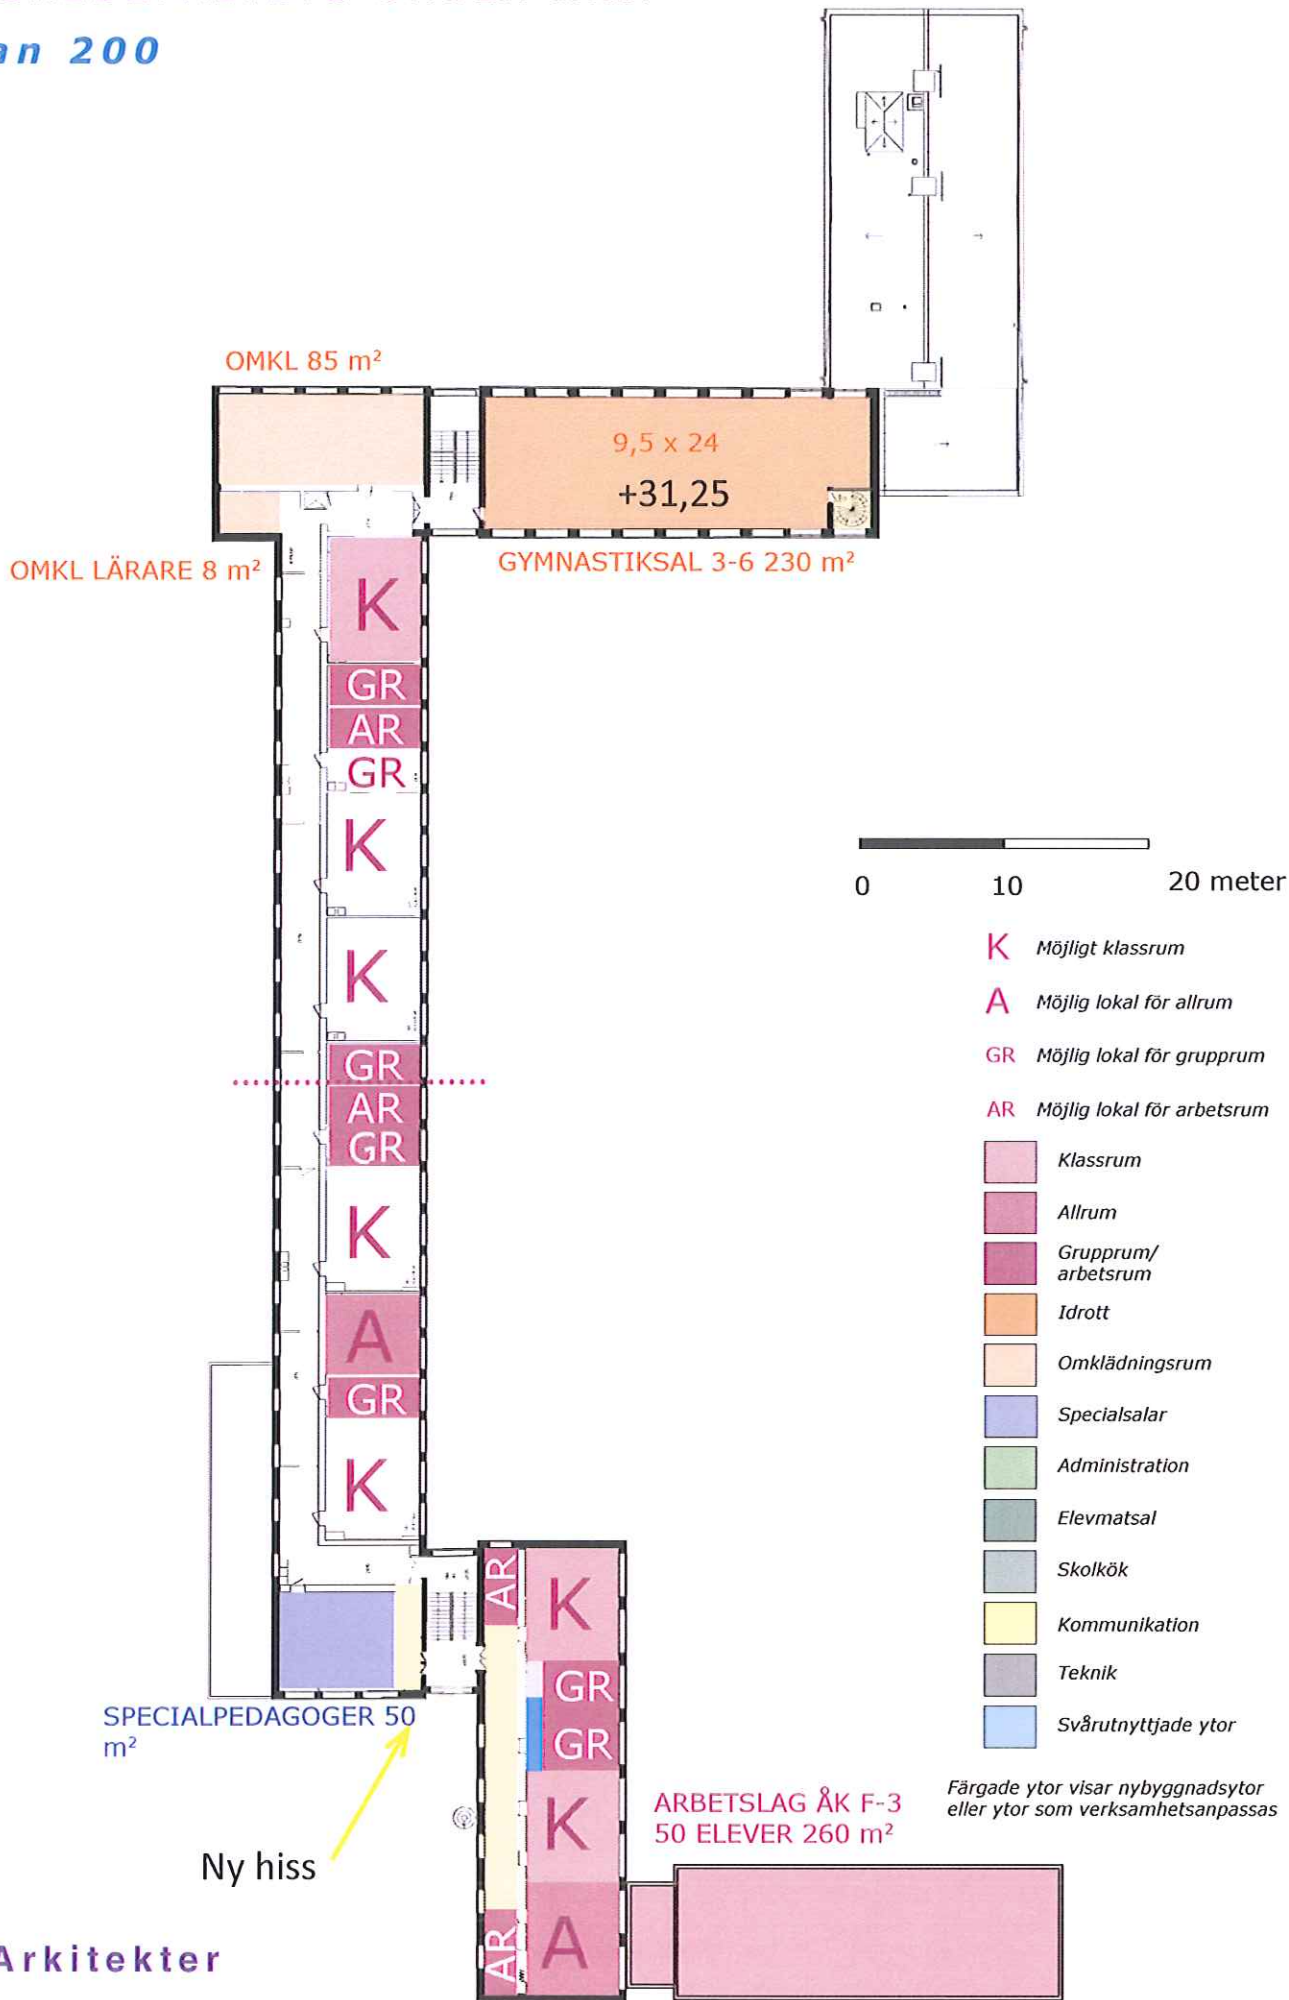 an 200
OMKL 85 m²
9,5 x 24
+31,25
OMKL LÄRARE 8 m²
GYMNASTIKSAL 3-6 230 m²
K
GR
AR
GR
K
K
GR
AR
GR
K
A
GR
K
0 10 20 meter
K Möjligt klassrum
A Möjlig lokal för allrum
GR Möjlig lokal för grupprum
AR Möjlig lokal för arbetsrum
Klassrum
Allrum
Grupprum/
arbetsrum
Idrott
Omklädningsrum
Specialsalar
Administration
Elevmatsal
Skolkök
Kommunikation
Teknik
Svårutnyttjade ytor
Färgade ytor visar nybyggnadsytor
eller ytor som verksamhetsanpassas
AR
K
GR
GR
K
AR
A
SPECIALPEDAGOGER 50
m²
ARBETSLAG ÅK F-3
50 ELEVER 260 m²
Ny hiss
Arkitekter